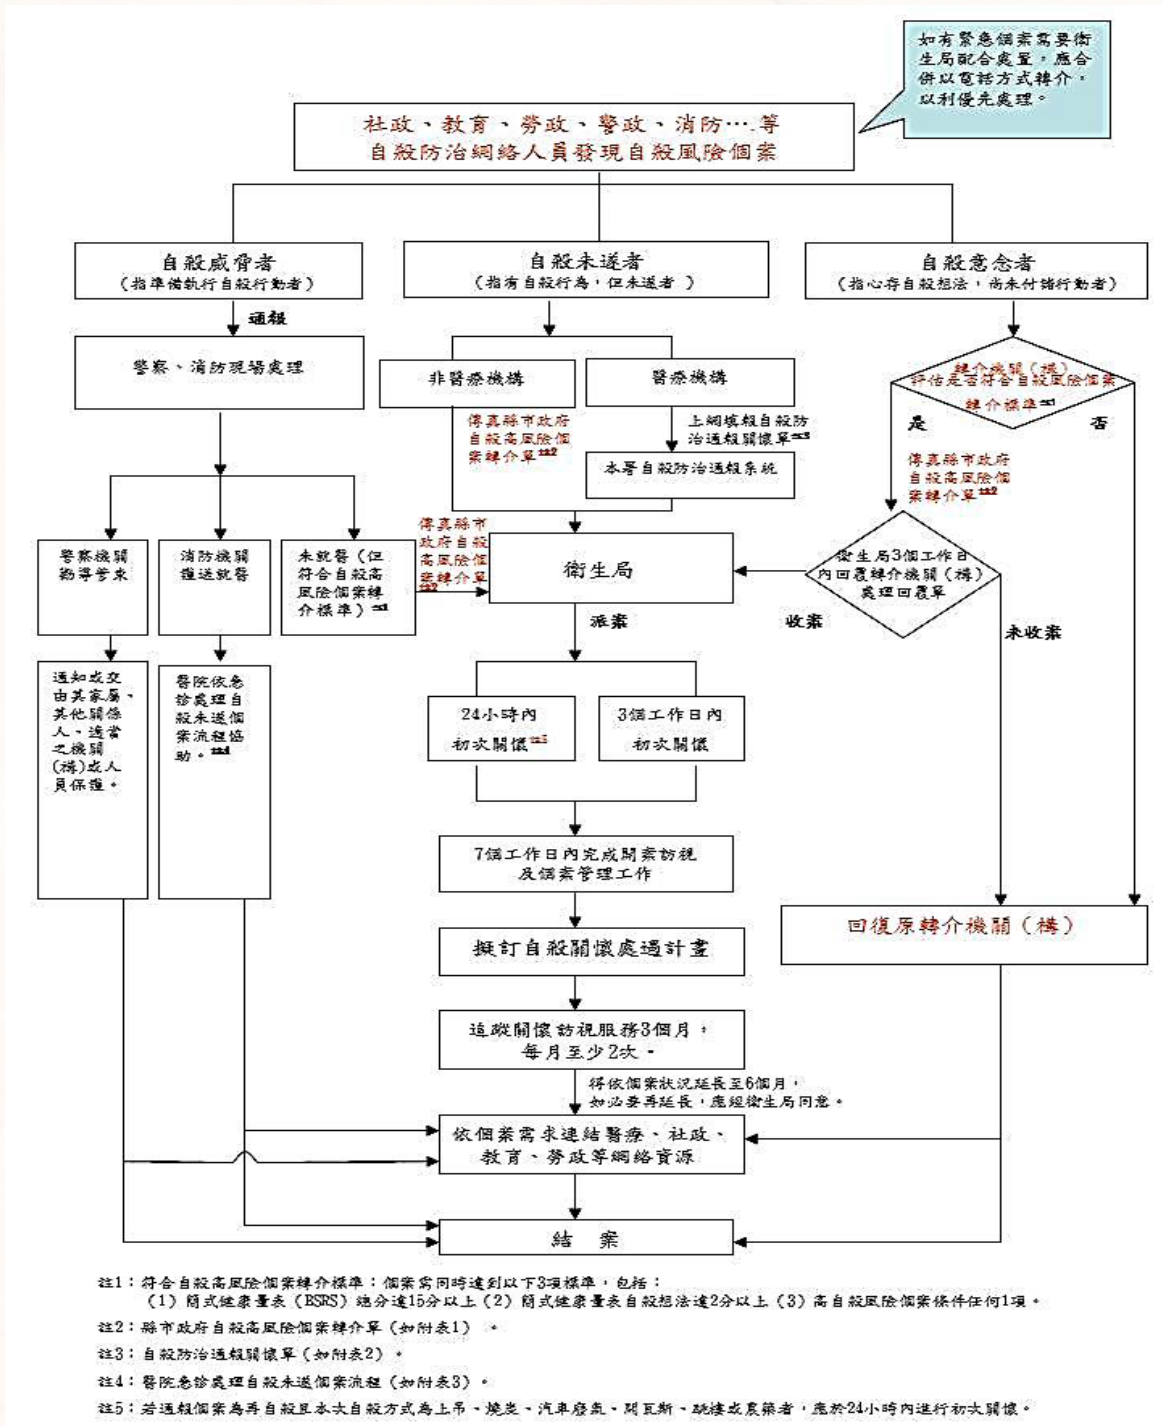 如有緊急個案需要衛
生局配合處置，應合
併以電話方式轉介，
以利優先處理。
社政、教育、勞政、警政、消防….等
自殺防治網絡人員發現自殺風險個案
自殺威脅者
（指準備執行自殺行動者）
自殺未遂者
（指有自殺行為，但未遂者 ）
自殺意念者
（指心存自殺想法，尚未付諸行動者）
通報
警察、消防現場處理
非醫療機構
醫療機構
轉介機關（構）
評估是否符合自殺風險個案
轉介標準註1
是
否
傳真縣市政府
自殺高風險個
案轉介單註2
上網填報自殺防
治通報關懷單註3
本署自殺防治通報系統
傳真縣市政府
自殺高風險個
案轉介單註2
警察機關
勸導管束
消防機關
護送就醫
未就醫（但
符合自殺高
風險個案轉
介標準）註1
傳真縣市
政府自殺
高風險個
案轉介單
註2
衛生局
衛生局3個工作日
內回覆轉介機關（構）
處理回覆單
派案
收案
未收案
通知或交
由其家屬、
其他關係
人、適當
之機關
(構)或人
員保護。
醫院依急
診處理自
殺未遂個
案流程協
助。註4
24小時內
初次關懷註5
3個工作日內
初次關懷
7個工作日內完成開案訪視
及個案管理工作
回復原轉介機關（構）
擬訂自殺關懷處遇計畫
追蹤關懷訪視服務3個月，
每月至少2次。
得依個案狀況延長至6個月，
如必要再延長，應經衛生局同意。
依個案需求連結醫療、社政、
教育、勞政等網絡資源
結 案
註1：符合自殺高風險個案轉介標準：個案需同時達到以下3項標準，包括：
（1）簡式健康量表（BSRS）總分達15分以上（2）簡式健康量表自殺想法達2分以上（3）高自殺風險個案條件任何1項。
註2：縣市政府自殺高風險個案轉介單（如附表1） 。
註3：自殺防治通報關懷單（如附表2）。
註4：醫院急診處理自殺未遂個案流程（如附表3）。
註5：若通報個案為再自殺且本次自殺方式為上吊、燒炭、汽車廢氣、開瓦斯、跳樓或農藥者，應於24小時內進行初次關懷。